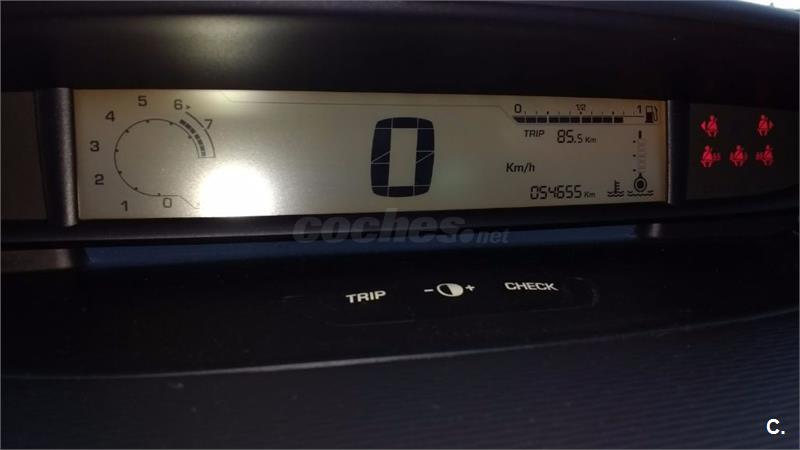 5 6 7
4
3
2
1 0
0
0 1/2 1
TRIP 85.5 Km
Km/h
054655 Km
coches.net
TRIP - + CHECK
C.